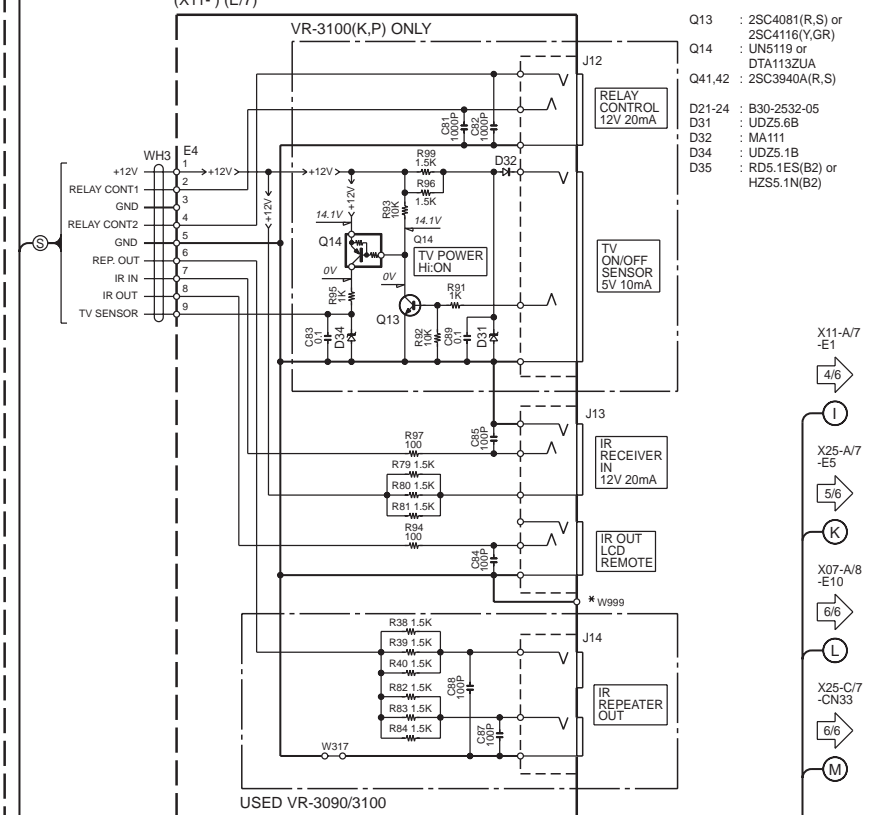 (X11- ) (E/7)
VR-3100(K,P) ONLY
Q13 : 2SC4081(R,S) or
2SC4116(Y,GR)
Q14 : UN5119 or
DTA113ZUA
Q41,42 : 2SC3940A(R,S)
D21-24 : B30-2532-05
D31 : UDZ5.6B
D32 : MA111
D34 : UDZ5.1B
D35 : RD5.1ES(B2) or
HZS5.1N(B2)
J12
RELAY
CONTROL
12V 20mA
C81
1000P
C82
1000P
WH3
E4
+12V
1
+12V
+12V
RELAY CONT1
2
GND
3
RELAY CONT2
4
GND
5
REP. OUT
6
IR IN
7
IR OUT
8
TV SENSOR
9
S
+12V
+12V
R99
1.5K
R96
1.5K
D32
R93
10K
14.1V
14.1V
Q14
Q14
TV POWER
Hi:ON
0V
0V
R95
1K
Q13
R91
1K
C83
0.1
D34
R92
10K
C89
0.1
D31
TV
ON/OFF
SENSOR
5V 10mA
J13
R97
100
C85
100P
IR
RECEIVER
IN
12V 20mA
R79 1.5K
R80 1.5K
R81 1.5K
R94
100
C84
100P
IR OUT
LCD
REMOTE
* W999
J14
R38 1.5K
R39 1.5K
R40 1.5K
R82 1.5K
R83 1.5K
R84 1.5K
C88
100P
C87
100P
IR
REPEATER
OUT
W317
USED VR-3090/3100
X11-A/7
-E1
4/6
I
X25-A/7
-E5
5/6
K
X07-A/8
-E10
6/6
L
X25-C/7
-CN33
6/6
M